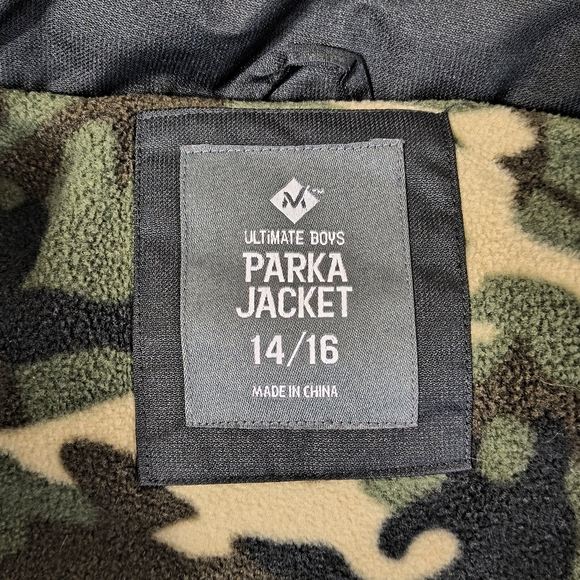 M
ULTIMATE BOYS
PARKA
JACKET
14/16
MADE IN CHINA